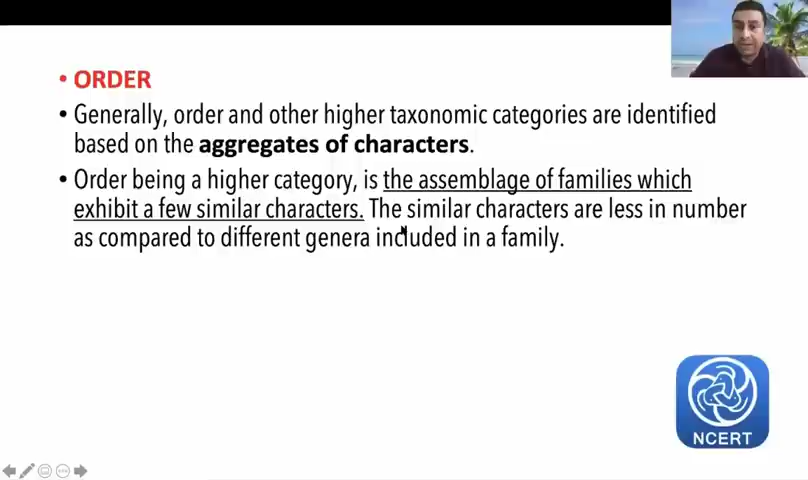 • ORDER
• Generally, order and other higher taxonomic categories are identified
based on the aggregates of characters.
• Order being a higher category, is the assemblage of families which
exhibit a few similar characters. The similar characters are less in number
as compared to different genera included in a family.
NCERT